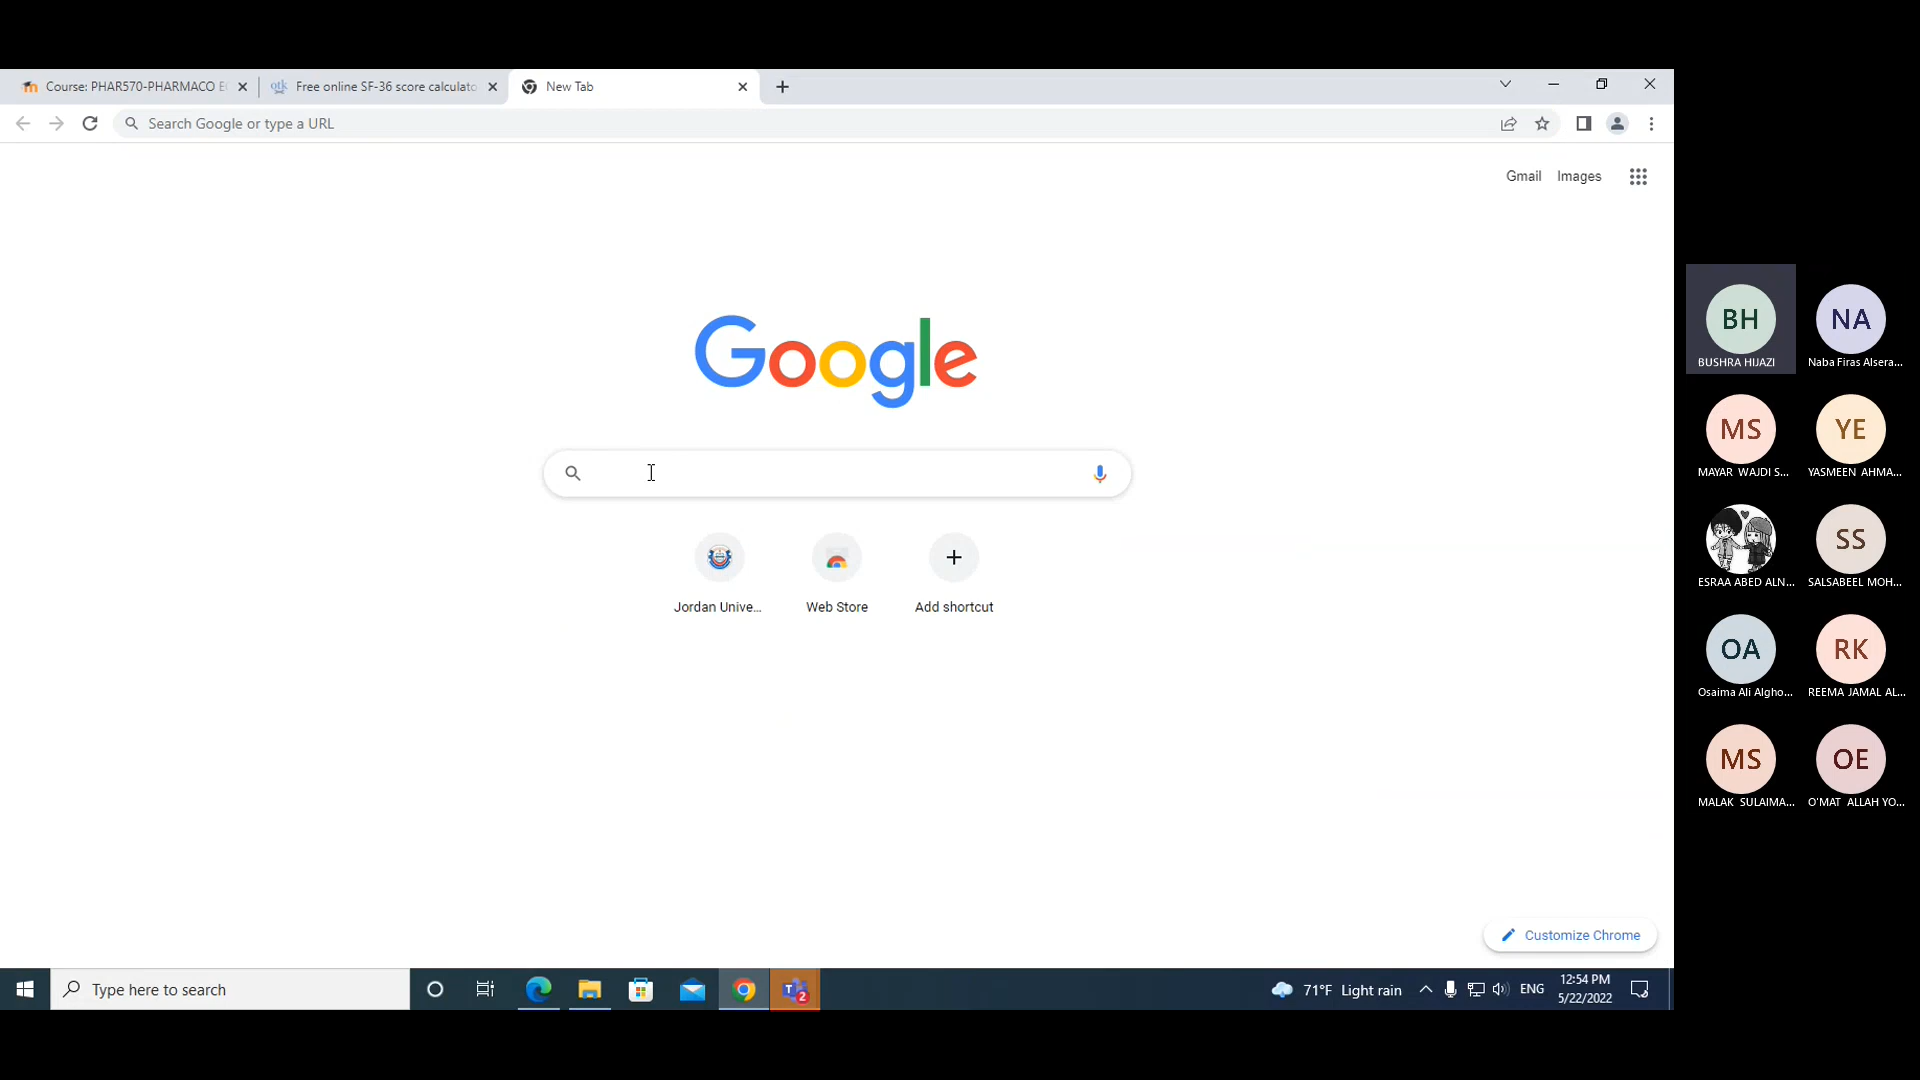 Course: PHAR570-PHARMACO E
Free online SF-36 score calculato
New Tab
Search Google or type a URL
Gmail Images
Google
Jordan Unive...
Web Store
Add shortcut
Customize Chrome
Type here to search
71°F Light rain
ENG
12:54 PM
5/22/2022
BH
BUSHRA HIJAZI
NA
Naba Firas Alsera...
MS
MAYAR WAJDI S...
YE
YASMEEN AHMA...
ESRAA ABED ALN...
SS
SALSABEEL MOH...
OA
Osaima Ali Algho...
RK
REEMA JAMAL AL...
MS
MALAK SULAIMA...
OE
O'MAT ALLAH YO...